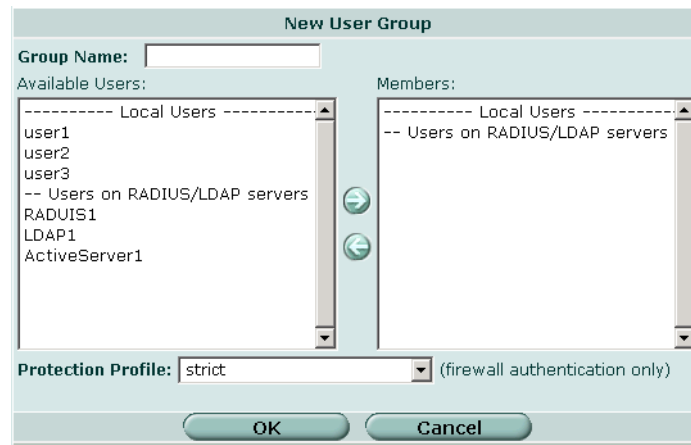 New User Group
Group Name:
Available Users:
---------- Local Users ----------
user1
user2
user3
-- Users on RADIUS/LDAP servers
RADUIS1
LDAP1
ActiveServer1
Members:
---------- Local Users ----------
-- Users on RADIUS/LDAP servers
Protection Profile: strict (firewall authentication only)
OK Cancel